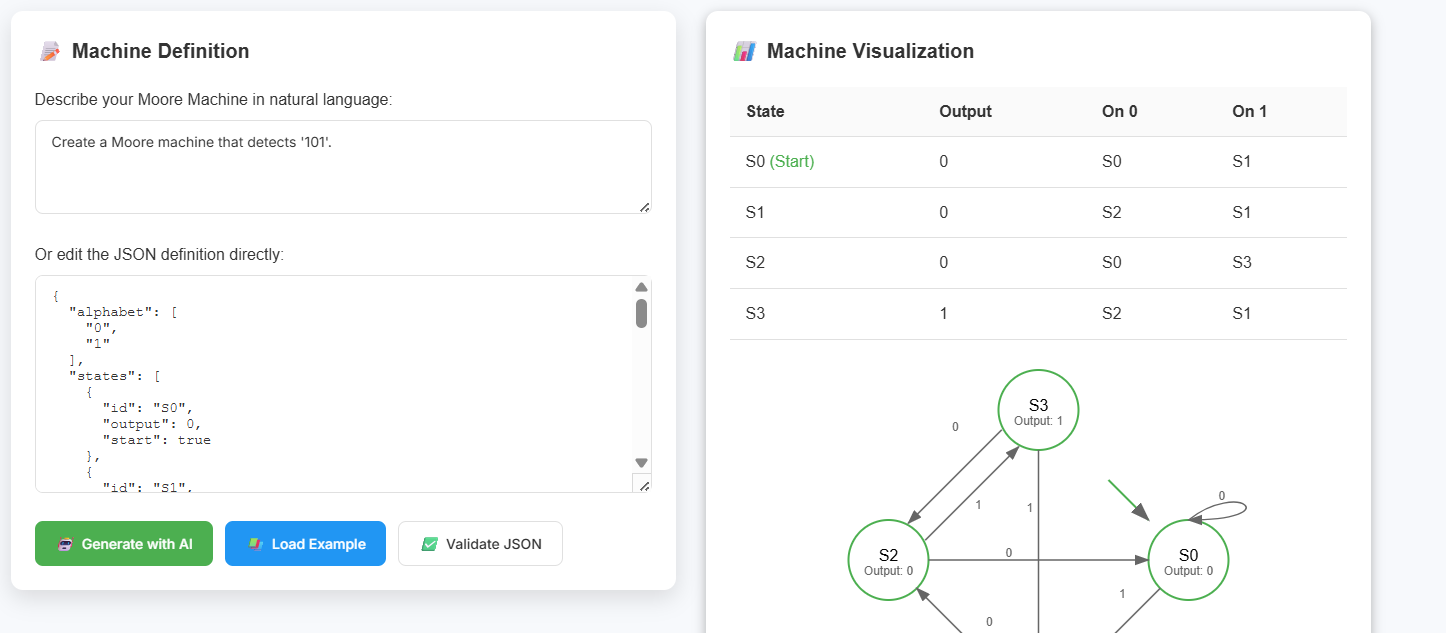 Machine Definition
Describe your Moore Machine in natural language:
Create a Moore machine that detects '101'.
Or edit the JSON definition directly:
{
"alphabet": [
"0",
"1"
],
"states": [
{
"id": "S0",
"output": 0,
"start": true
},
{
"id": "S1",
Generate with AI
Load Example
Validate JSON
Machine Visualization
State Output On 0 On 1
S0 (Start) 0 S0 S1
S1 0 S2 S1
S2 0 S0 S3
S3 1 S2 S1
S3
Output: 1
0
1
1
0
S2
Output: 0
0
S0
Output: 0
1
0